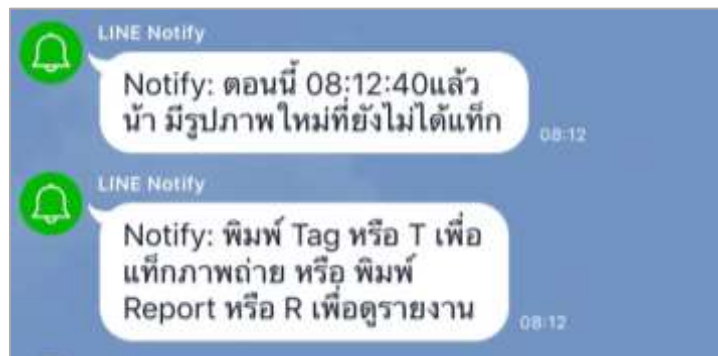 LINE Notify
Notify: ตอนนี้ 08:12:40แล้ว
น้า มีรูปภาพใหม่ที่ยังไม่ได้แท็ก
08:12
LINE Notify
Notify: พิมพ์ Tag หรือ T เพื่อ
แท็กภาพถ่าย หรือ พิมพ์
Report หรือ R เพื่อดูรายงาน
08:12